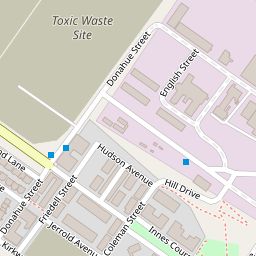 Toxic Waste
Site
Donahue Street
English Street
Hudson Avenue
Hill Drive
Lane
Donahue Street
Friedell Street
Innes Court
Coleman Street
Jerrold Avenue